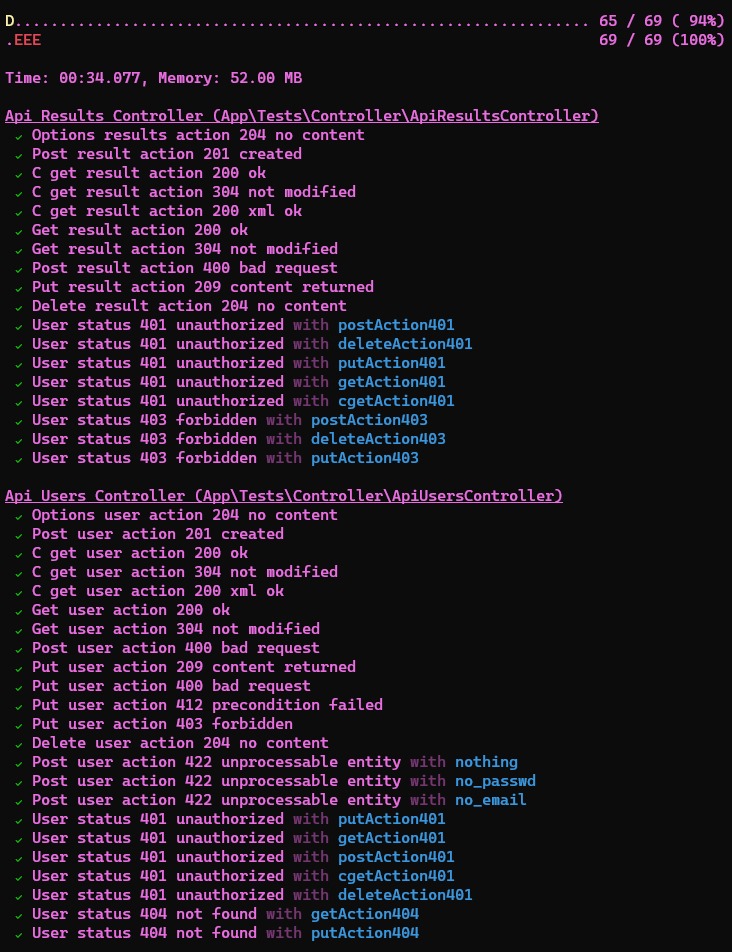 D................................................................ 65 / 69 ( 94%)
.EEE 69 / 69 (100%)
Time: 00:34.077, Memory: 52.00 MB
Api Results Controller (App\Tests\Controller\ApiResultsController)
✓ Options results action 204 no content
✓ Post result action 201 created
✓ C get result action 200 ok
✓ C get result action 304 not modified
✓ C get result action 200 xml ok
✓ Get result action 200 ok
✓ Get result action 304 not modified
✓ Post result action 400 bad request
✓ Put result action 209 content returned
✓ Delete result action 204 no content
✓ User status 401 unauthorized with postAction401
✓ User status 401 unauthorized with deleteAction401
✓ User status 401 unauthorized with putAction401
✓ User status 401 unauthorized with getAction401
✓ User status 401 unauthorized with cgetAction401
✓ User status 403 forbidden with postAction403
✓ User status 403 forbidden with deleteAction403
✓ User status 403 forbidden with putAction403
Api Users Controller (App\Tests\Controller\ApiUsersController)
✓ Options user action 204 no content
✓ Post user action 201 created
✓ C get user action 200 ok
✓ C get user action 304 not modified
✓ C get user action 200 xml ok
✓ Get user action 200 ok
✓ Get user action 304 not modified
✓ Post user action 400 bad request
✓ Put user action 209 content returned
✓ Put user action 400 bad request
✓ Put user action 412 precondition failed
✓ Put user action 403 forbidden
✓ Delete user action 204 no content
✓ Post user action 422 unprocessable entity with nothing
✓ Post user action 422 unprocessable entity with no_passwd
✓ Post user action 422 unprocessable entity with no_email
✓ User status 401 unauthorized with putAction401
✓ User status 401 unauthorized with getAction401
✓ User status 401 unauthorized with postAction401
✓ User status 401 unauthorized with cgetAction401
✓ User status 401 unauthorized with deleteAction401
✓ User status 404 not found with getAction404
✓ User status 404 not found with putAction404